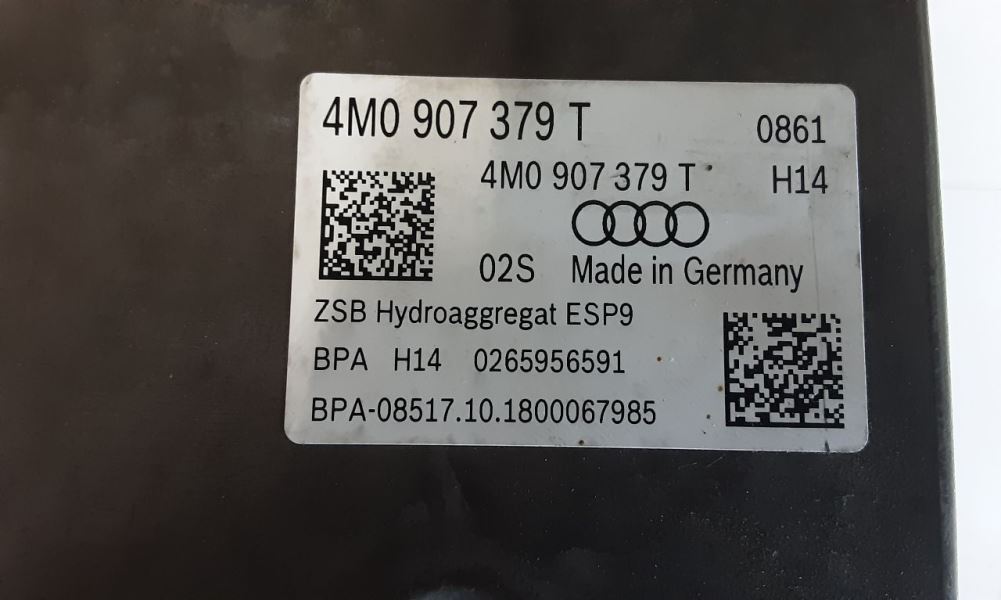 4M0 907 379 T 0861
4M0 907 379 T H14
02S Made in Germany
ZSB Hydroaggregat ESP9
BPA H14 0265956591
BPA-08517.10.1800067985